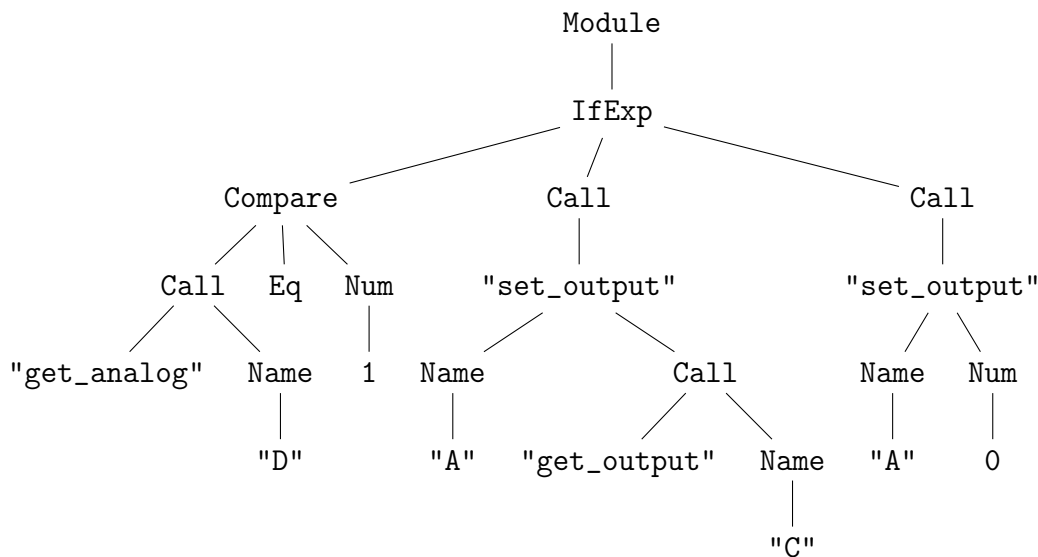 Module
IfExp
Compare Call Call
Call Eq Num "set_output" "set_output"
"get_analog" Name 1 Name Call Name Num
"D" "A" "get_output" Name "A" 0
"C"